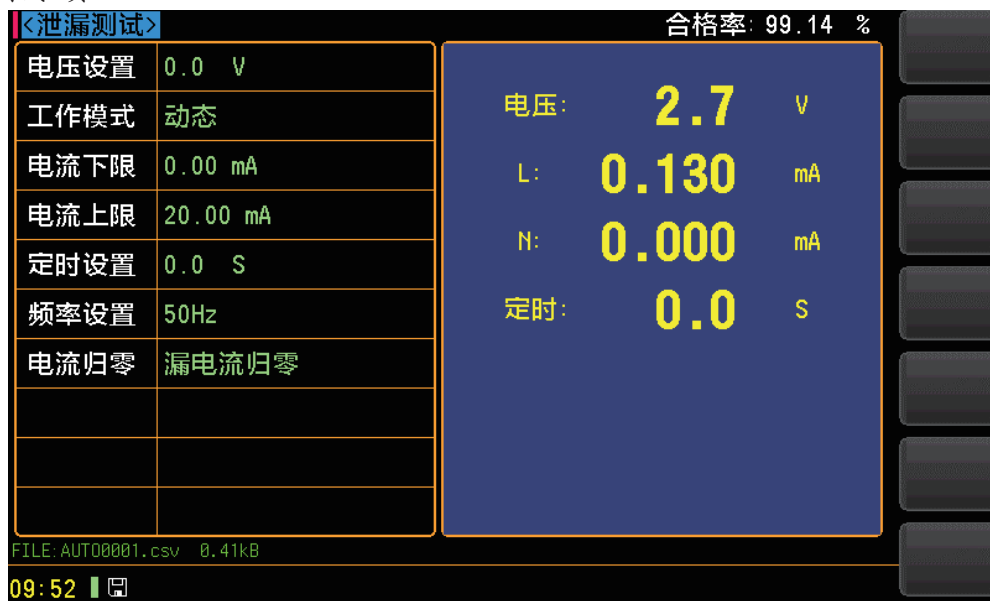 <泄漏测试>
合格率: 99.14 %
电压设置 0.0 V
工作模式 动态
电流下限 0.00 mA
电流上限 20.00 mA
定时设置 0.0 S
频率设置 50Hz
电流归零 漏电流归零
电压: 2.7 V
L: 0.130 mA
N: 0.000 mA
定时: 0.0 S
FILE:AUTO0001.csv 0.41kB
09:52